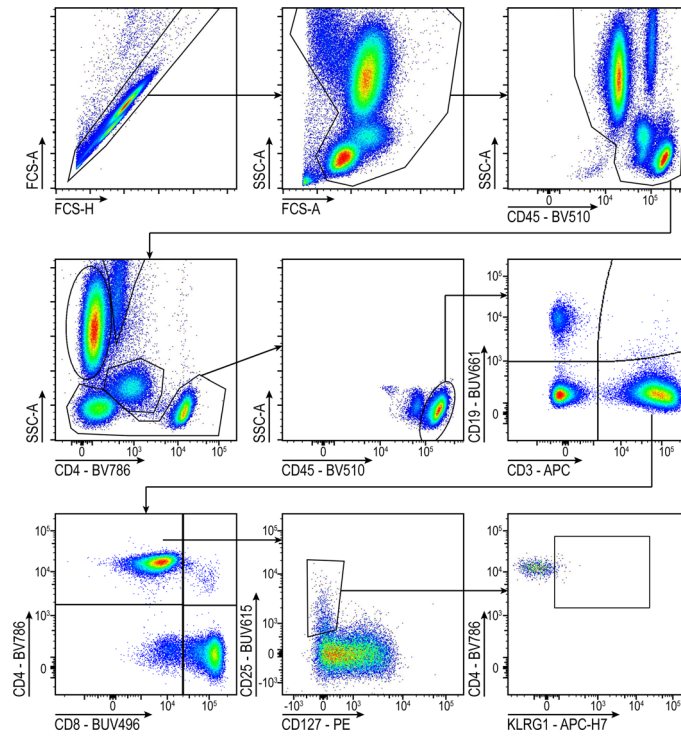 FCS-A
FCS-H
SSC-A
FCS-A
SSC-A
0 10⁴ 10⁵
CD45 - BV510
SSC-A
0 10³ 10⁴ 10⁵
CD4 - BV786
SSC-A
0 10⁴ 10⁵
CD45 - BV510
CD19 - BUV661
10⁵
10⁴
10³
0
0 10⁴ 10⁵
CD3 - APC
CD4 - BV786
10⁵
10⁴
10³
0
0 10⁴ 10⁵
CD8 - BUV496
CD25 - BUV615
10⁵
10⁴
10³
0
-10³
-10³ 0 10³ 10⁴ 10⁵
CD127 - PE
CD4 - BV786
10⁵
10⁴
10³
0
0 10³ 10⁴ 10⁵
KLRG1 - APC-H7